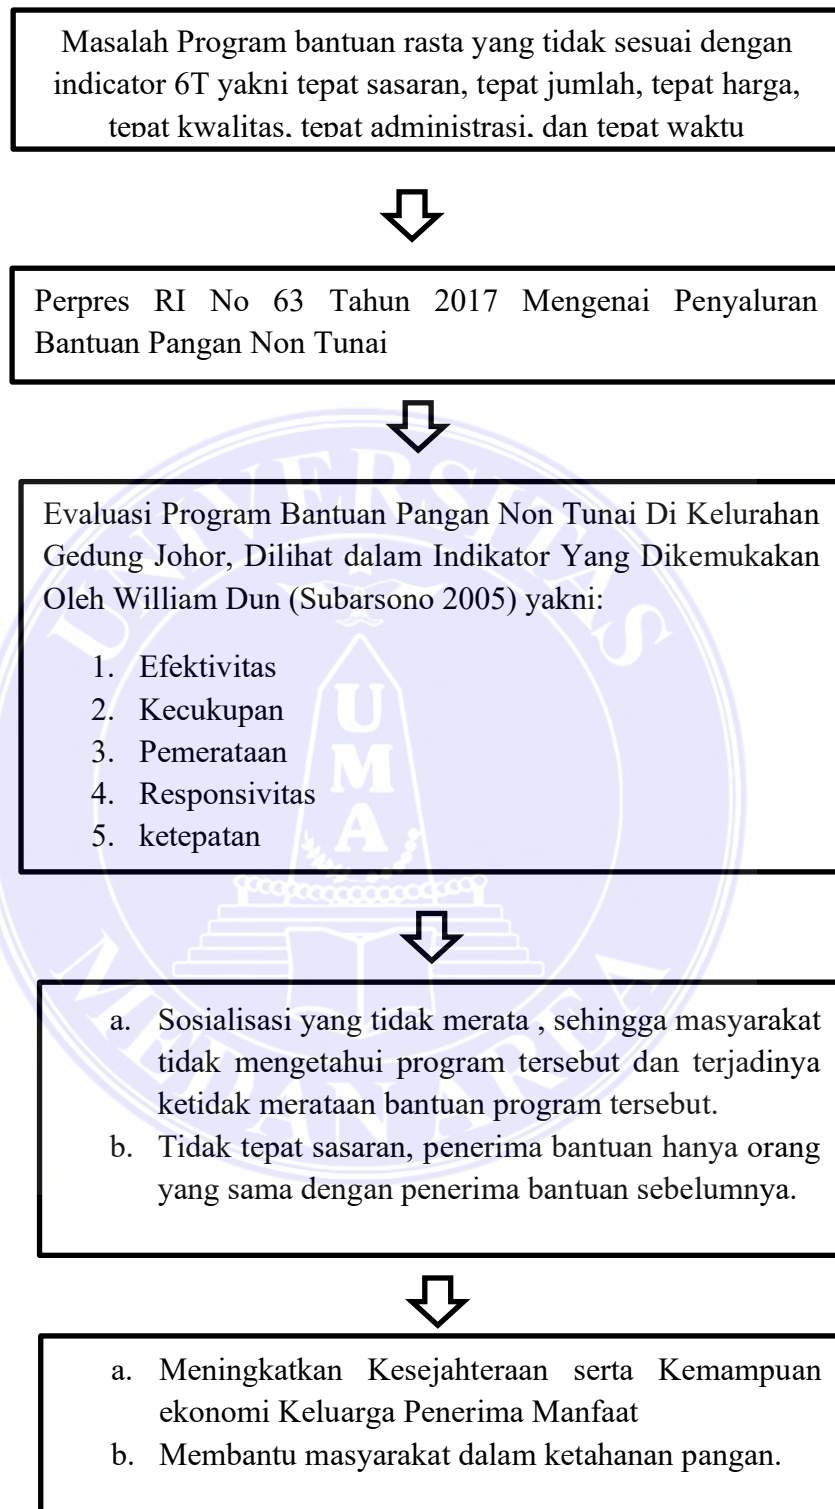 Masalah Program bantuan rasta yang tidak sesuai dengan
indicator 6T yakni tepat sasaran, tepat jumlah, tepat harga,
tepat kwalitas, tepat administrasi, dan tepat waktu
Perpres RI No 63 Tahun 2017 Mengenai Penyaluran
Bantuan Pangan Non Tunai
Evaluasi Program Bantuan Pangan Non Tunai Di Kelurahan
Gedung Johor, Dilihat dalam Indikator Yang Dikemukakan
Oleh William Dun (Subarsono 2005) yakni:
1. Efektivitas
2. Kecukupan
3. Pemerataan
4. Responsivitas
5. ketepatan
a. Sosialisasi yang tidak merata , sehingga masyarakat
tidak mengetahui program tersebut dan terjadinya
ketidak merataan bantuan program tersebut.
b. Tidak tepat sasaran, penerima bantuan hanya orang
yang sama dengan penerima bantuan sebelumnya.
a. Meningkatkan Kesejahteraan serta Kemampuan
ekonomi Keluarga Penerima Manfaat
b. Membantu masyarakat dalam ketahanan pangan.
UNIVERSITAS
MEDAN AREA
UMA